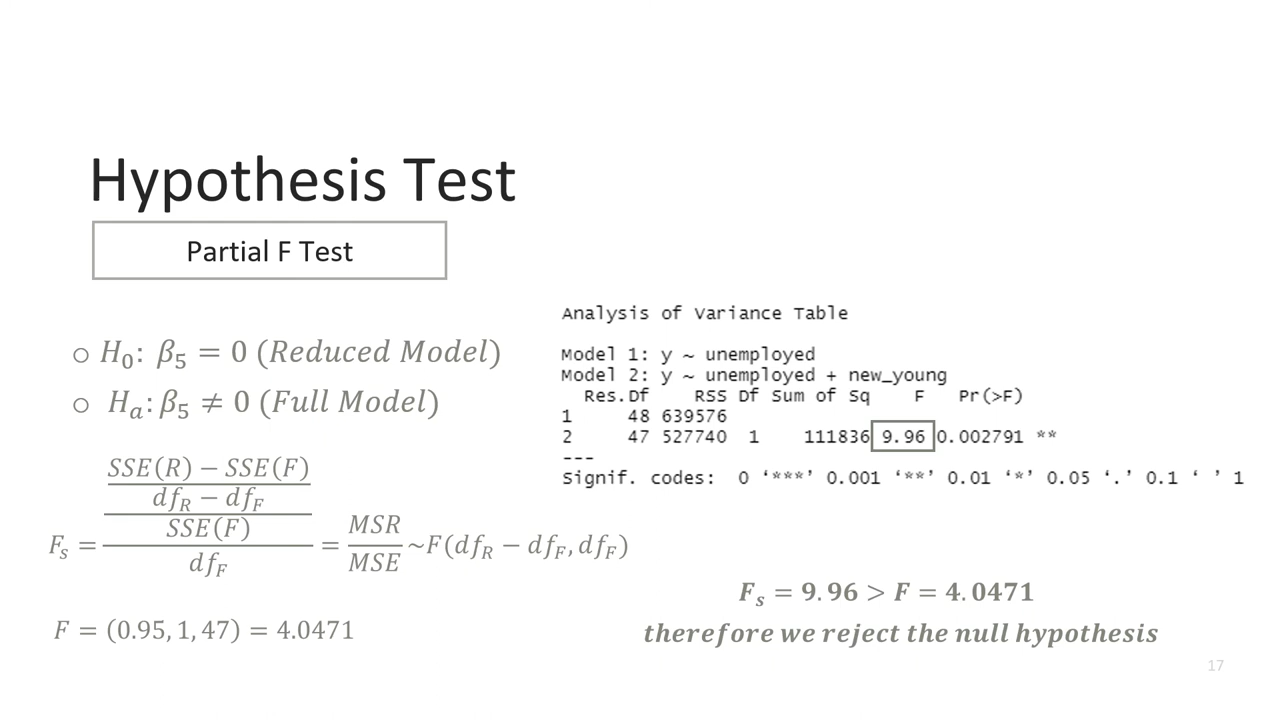 Hypothesis Test
Partial F Test
○ H₀: β₅ = 0 (Reduced Model)
○ Hₐ: β₅ ≠ 0 (Full Model)
SSE(R) − SSE(F)
df_R − df_F
SSE(F)
df_F
F_s = = MSR/MSE ~F(df_R − df_F, df_F)
F = (0.95, 1, 47) = 4.0471
Analysis of Variance Table
Model 1: y ~ unemployed
Model 2: y ~ unemployed + new_young
Res.Df RSS Df Sum of Sq F Pr(>F)
1 48 639576
2 47 527740 1 111836 9.96 0.002791 **
---
Signif. codes: 0 ‘***’ 0.001 ‘**’ 0.01 ‘*’ 0.05 ‘.’ 0.1 ‘ ’ 1
F_s = 9.96 > F = 4.0471
therefore we reject the null hypothesis
17